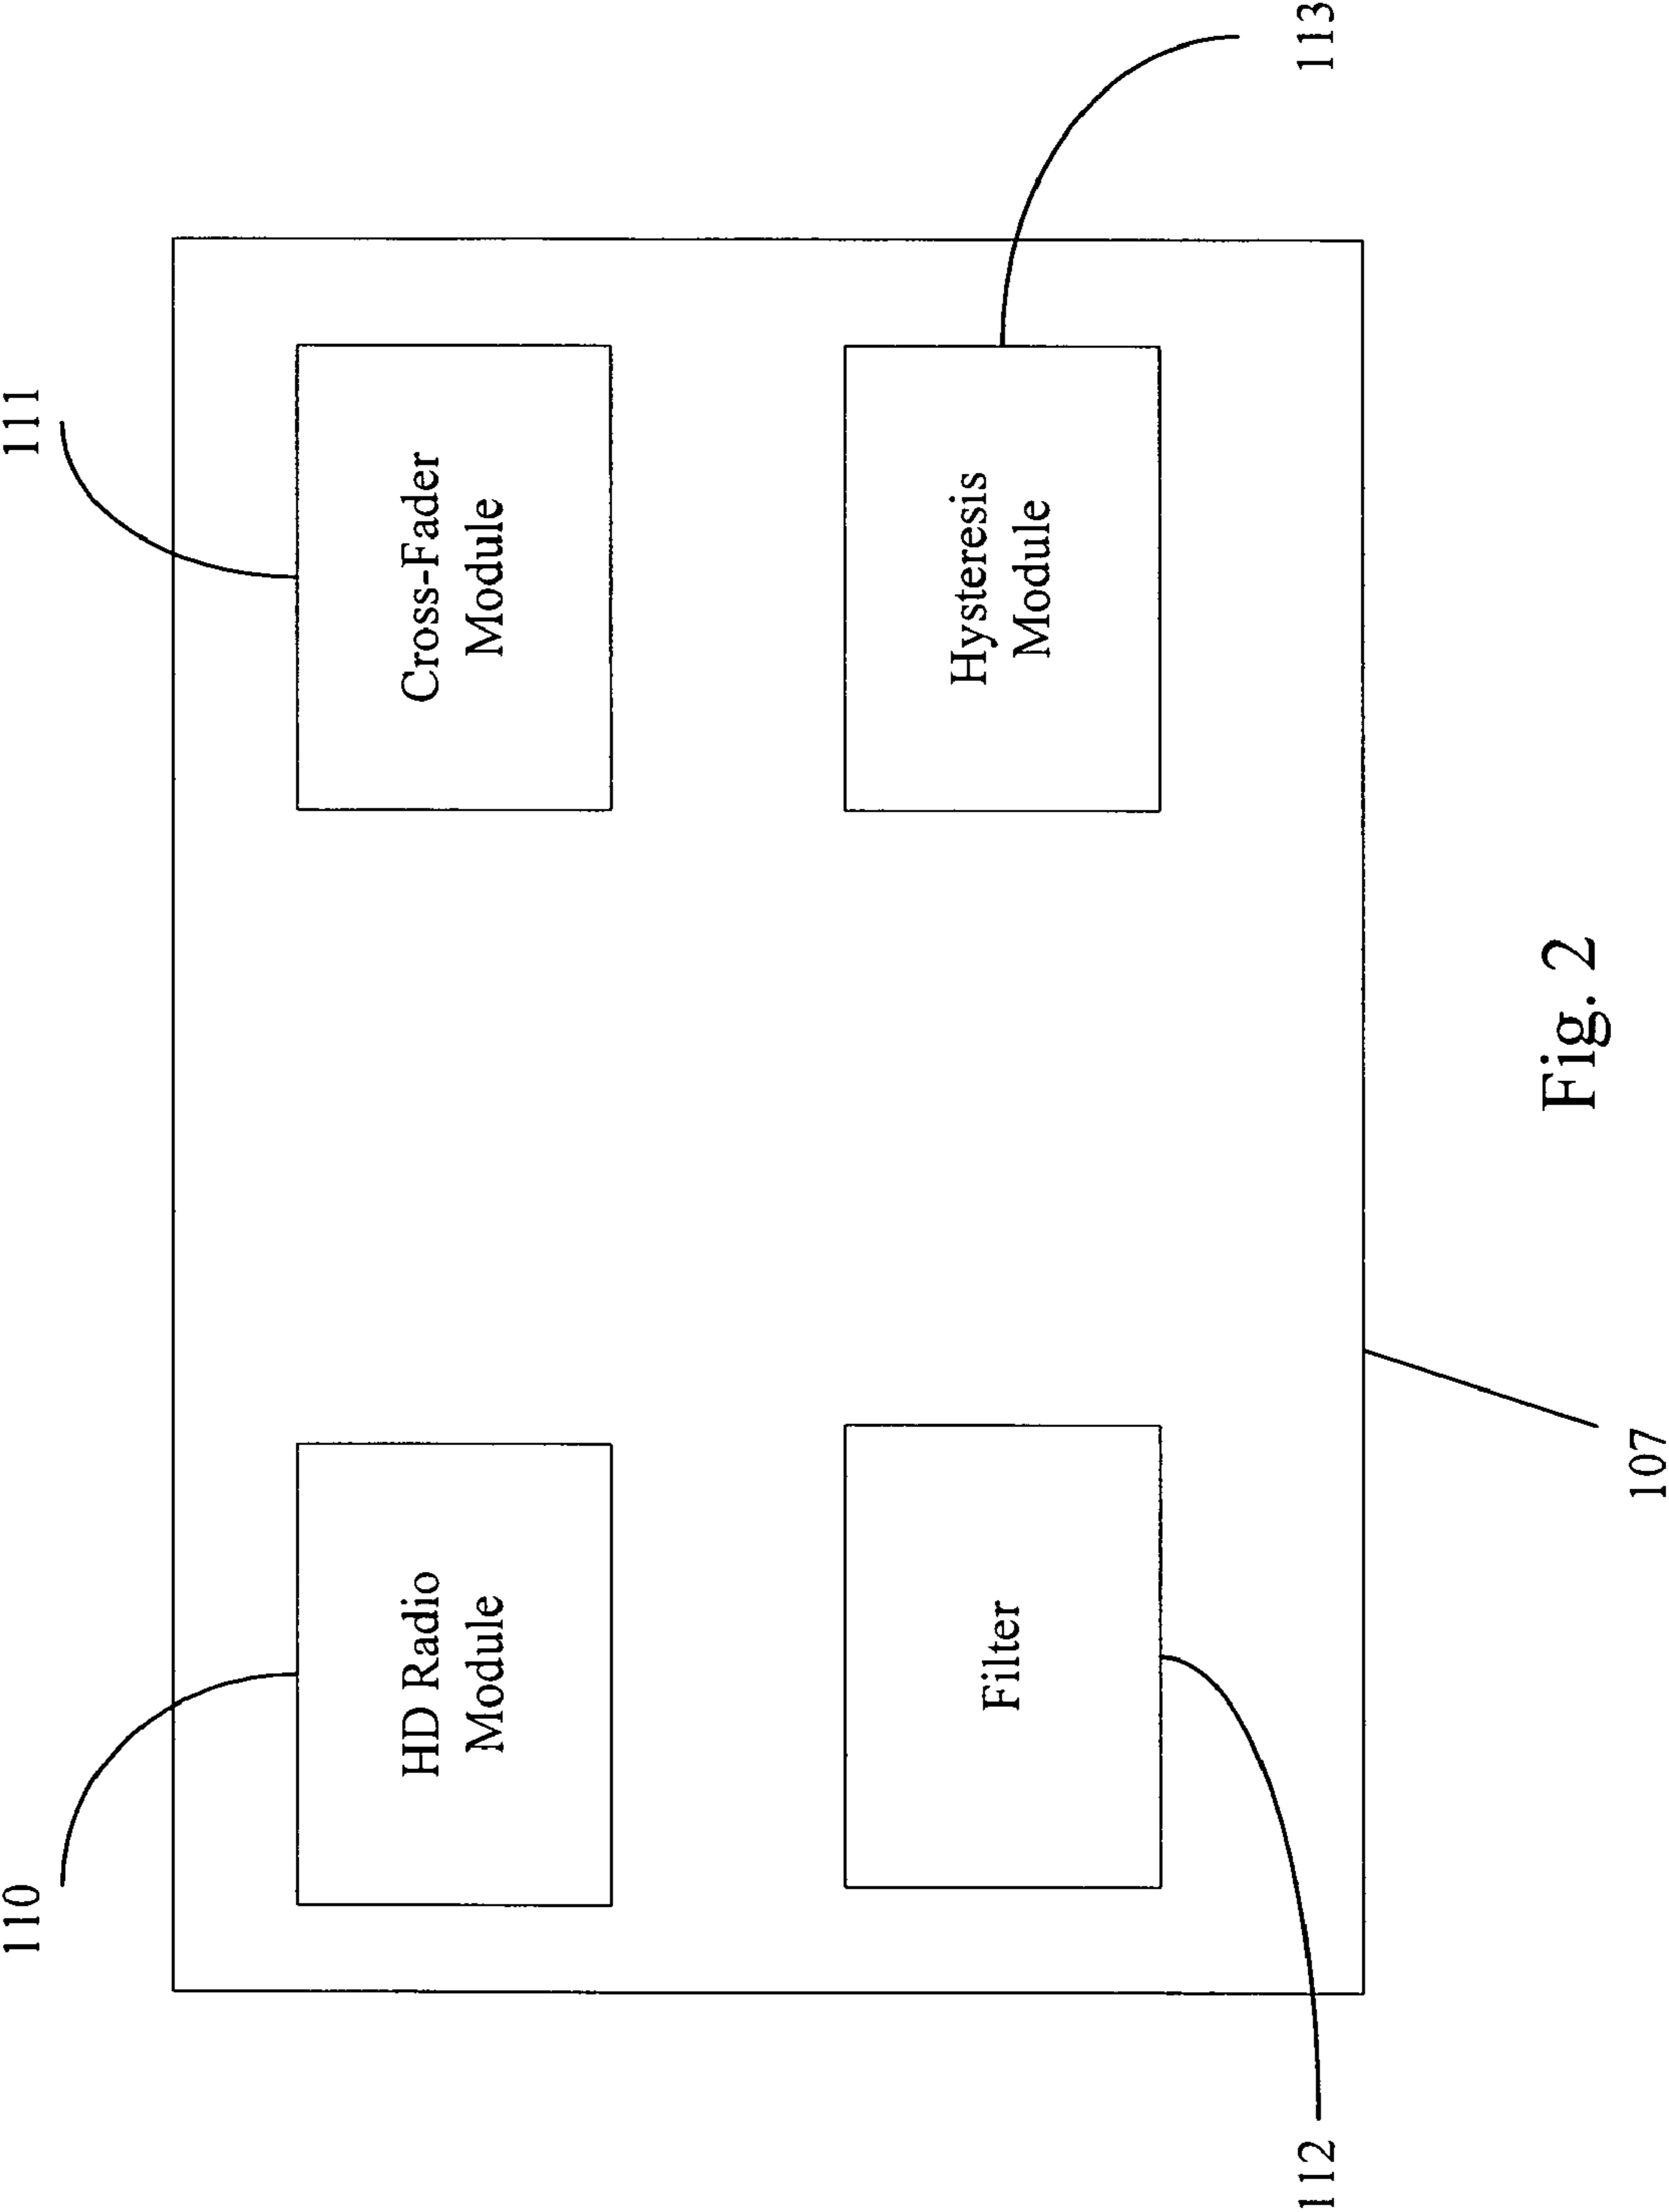 110
111
HD Radio
Module
Cross-Fader
Module
Filter
Hysteresis
Module
112
107
113
Fig. 2